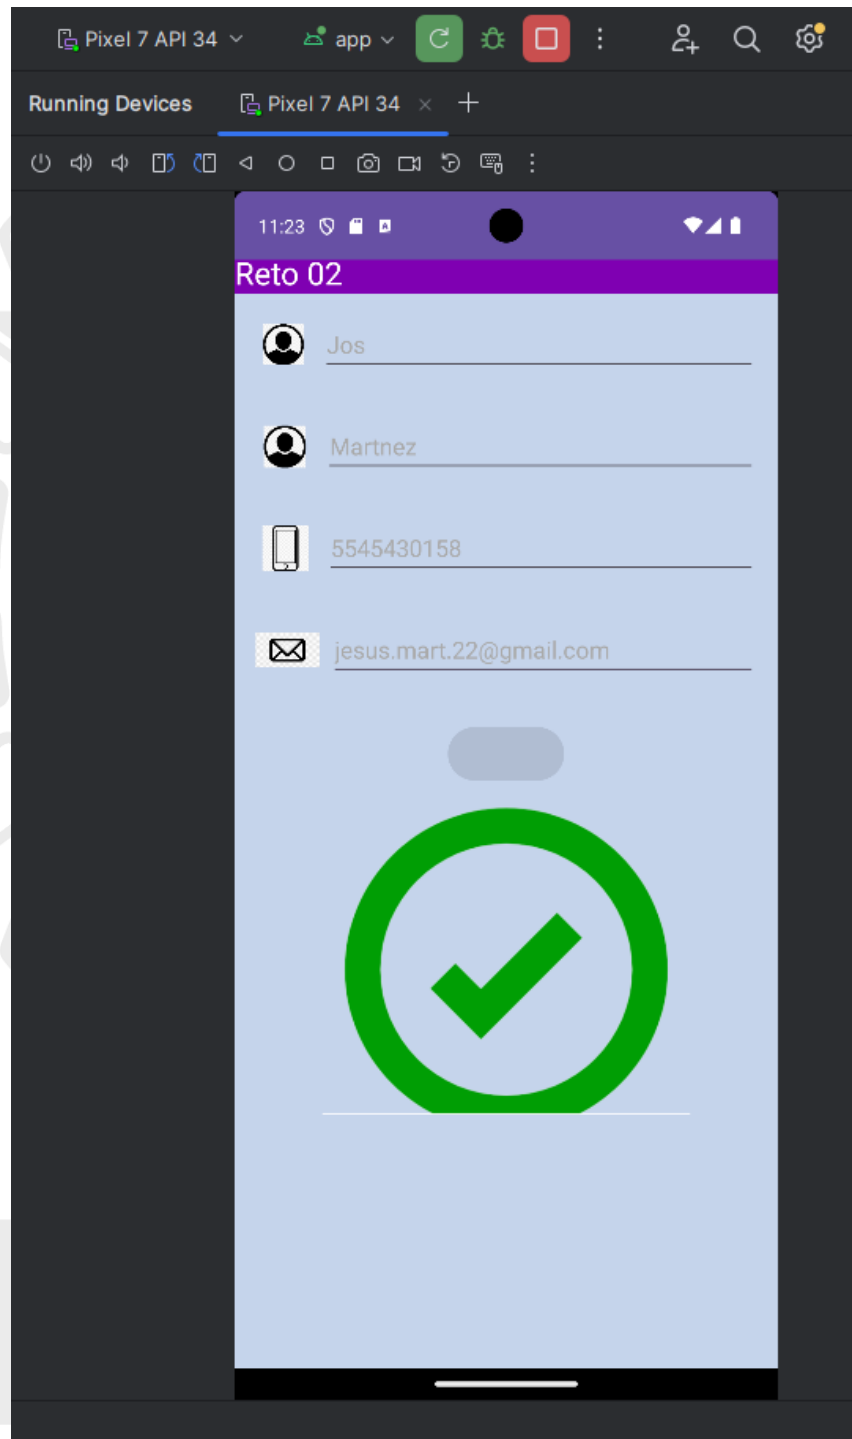 Pixel 7 API 34 app
Running Devices Pixel 7 API 34
11:23
Reto 02
Jos
Martnez
5545430158
jesus.mart.22@gmail.com